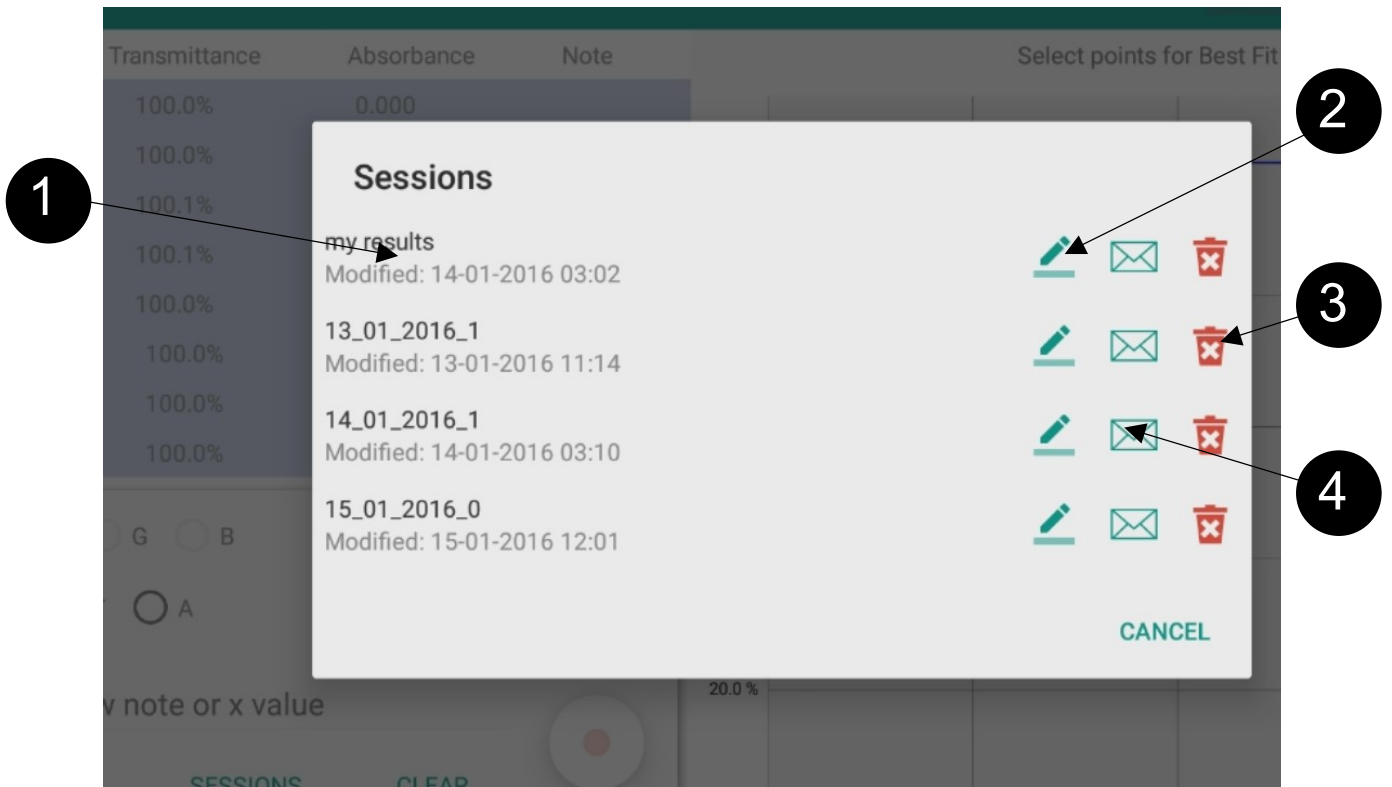 Transmittance Absorbance Note
Select points for Best Fit
100.0% 0.000
100.0%
100.1%
100.1%
100.0%
100.0%
100.0%
100.0%
G B
A
note or x value
SESSIONS CLEAR
20.0 %
Sessions
my results
Modified: 14-01-2016 03:02
13_01_2016_1
Modified: 13-01-2016 11:14
14_01_2016_1
Modified: 14-01-2016 03:10
15_01_2016_0
Modified: 15-01-2016 12:01
CANCEL
1
2
3
4